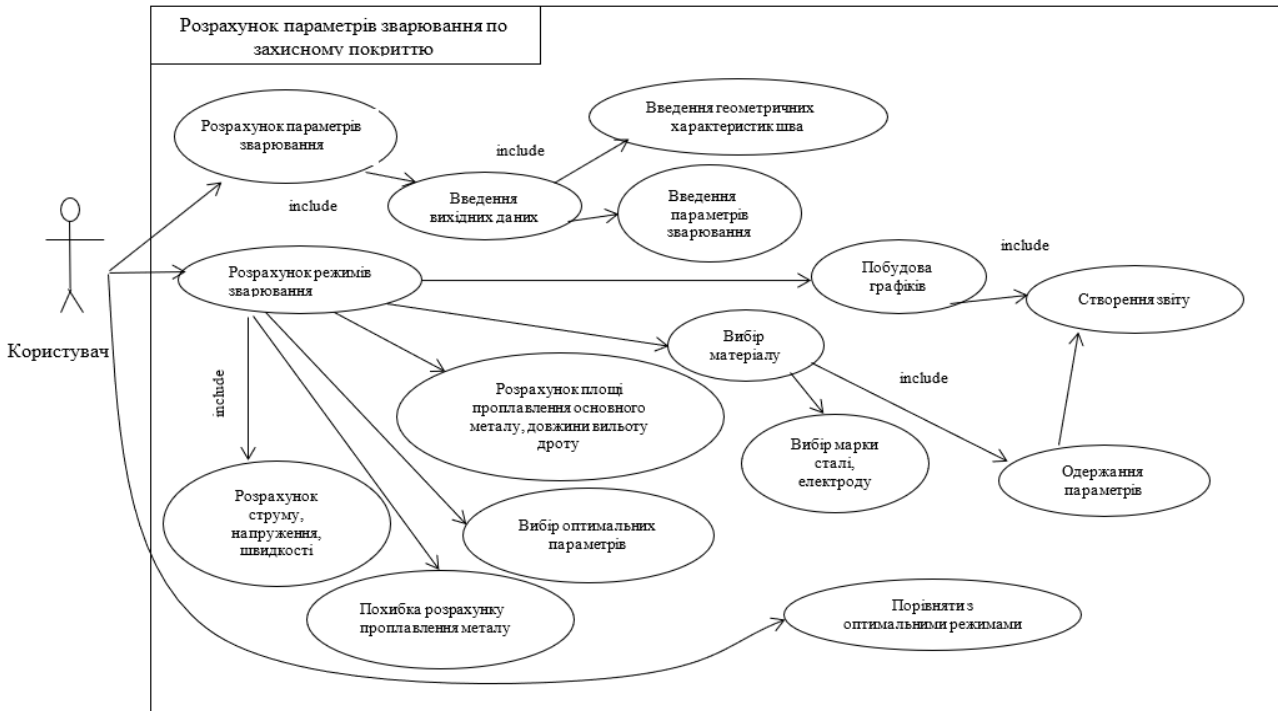 Розрахунок параметрів зварювання по
захисному покриттю
Введення геометричних
характеристик шва
Розрахунок параметрів
зварювання
include
include
Введення
вихідних даних
Введення
параметрів
зварювання
include
Розрахунок режимів
зварювання
Побудова
графіків
Створення звіту
Користувач
Вибір
матеріалу
include
include
Розрахунок площі
проплавлення основного
металу, довжини вильоту
дроту
Вибір марки
сталі,
електроду
Одержання
параметрів
Розрахунок
струму,
напруження,
швидкості
Вибір оптимальних
параметрів
Похибка розрахунку
проплавлення металу
Порівняти з
оптимальними режимами